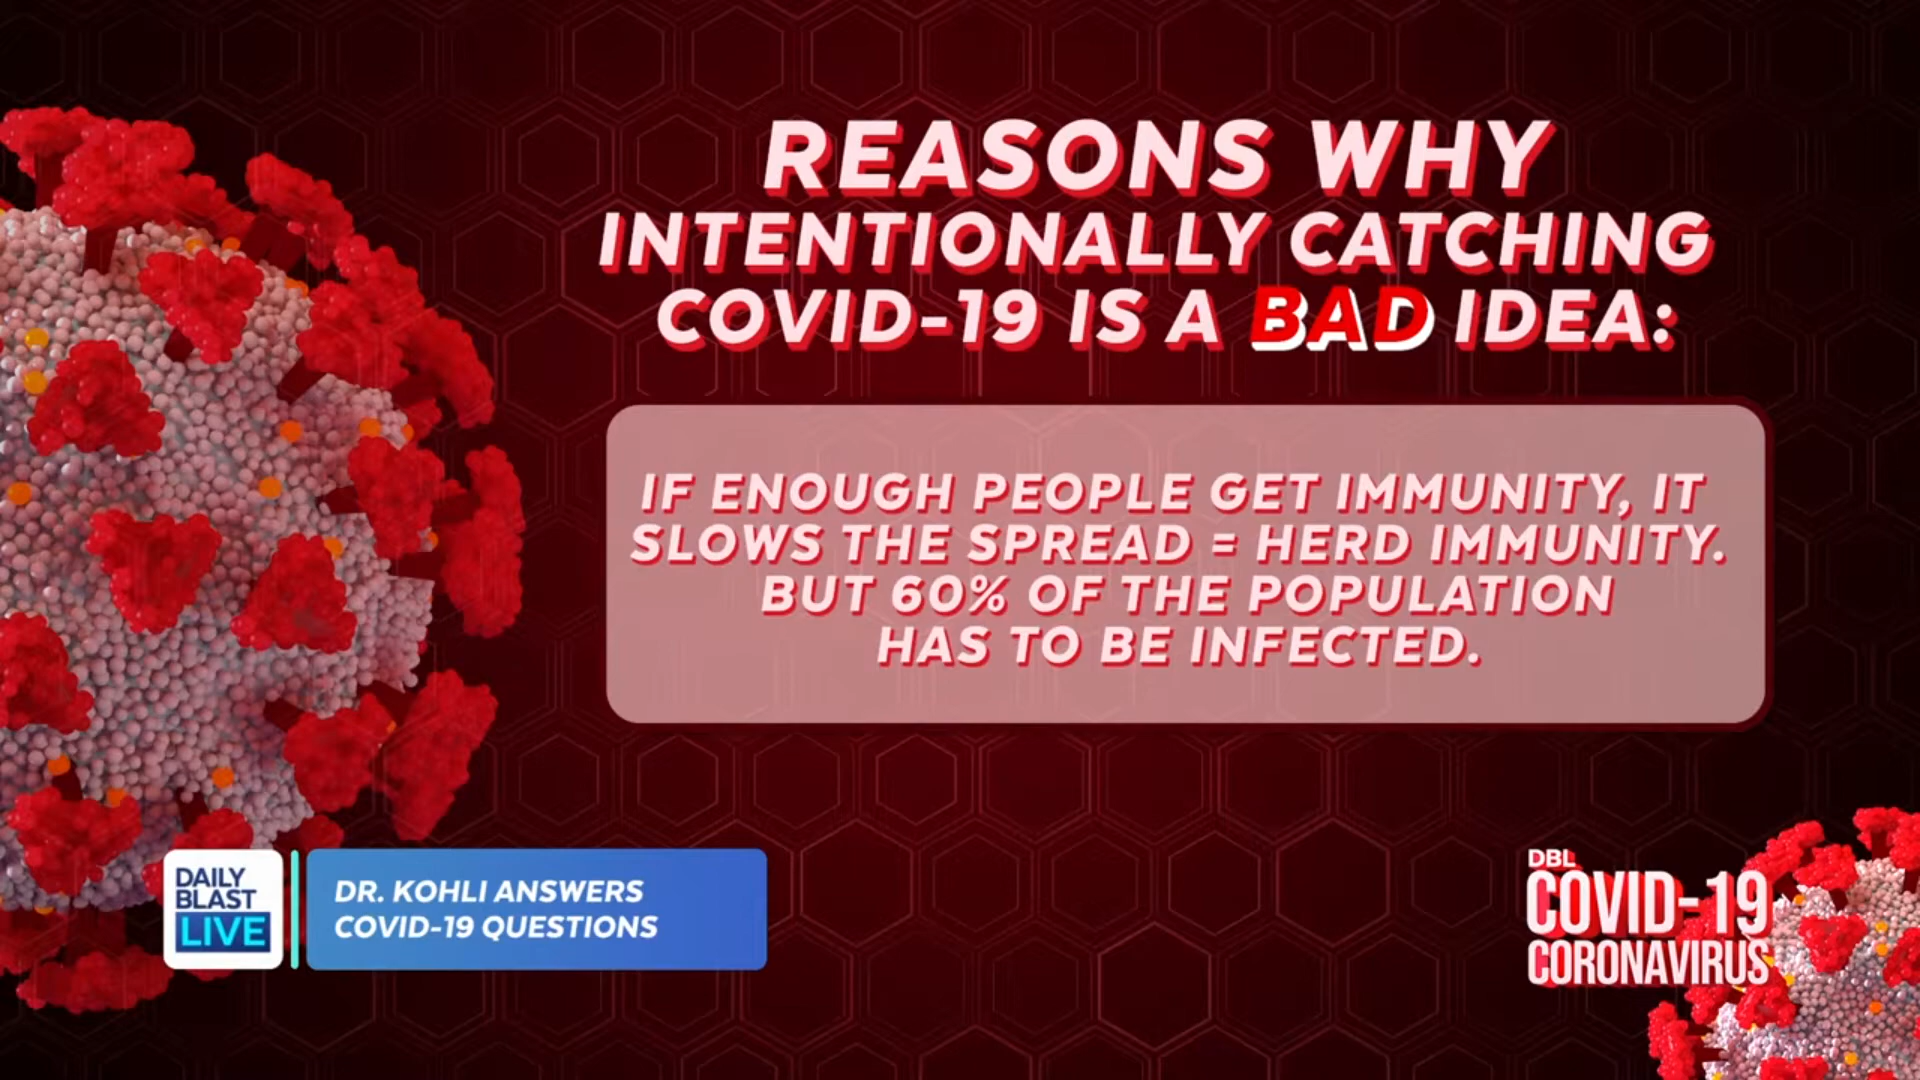 REASONS WHY
INTENTIONALLY CATCHING
COVID-19 IS A BAD IDEA:
IF ENOUGH PEOPLE GET IMMUNITY, IT
SLOWS THE SPREAD = HERD IMMUNITY.
BUT 60% OF THE POPULATION
HAS TO BE INFECTED.
DAILY
BLAST
LIVE
DR. KOHLI ANSWERS
COVID-19 QUESTIONS
DBL
COVID- 19
CORONAVIRUS